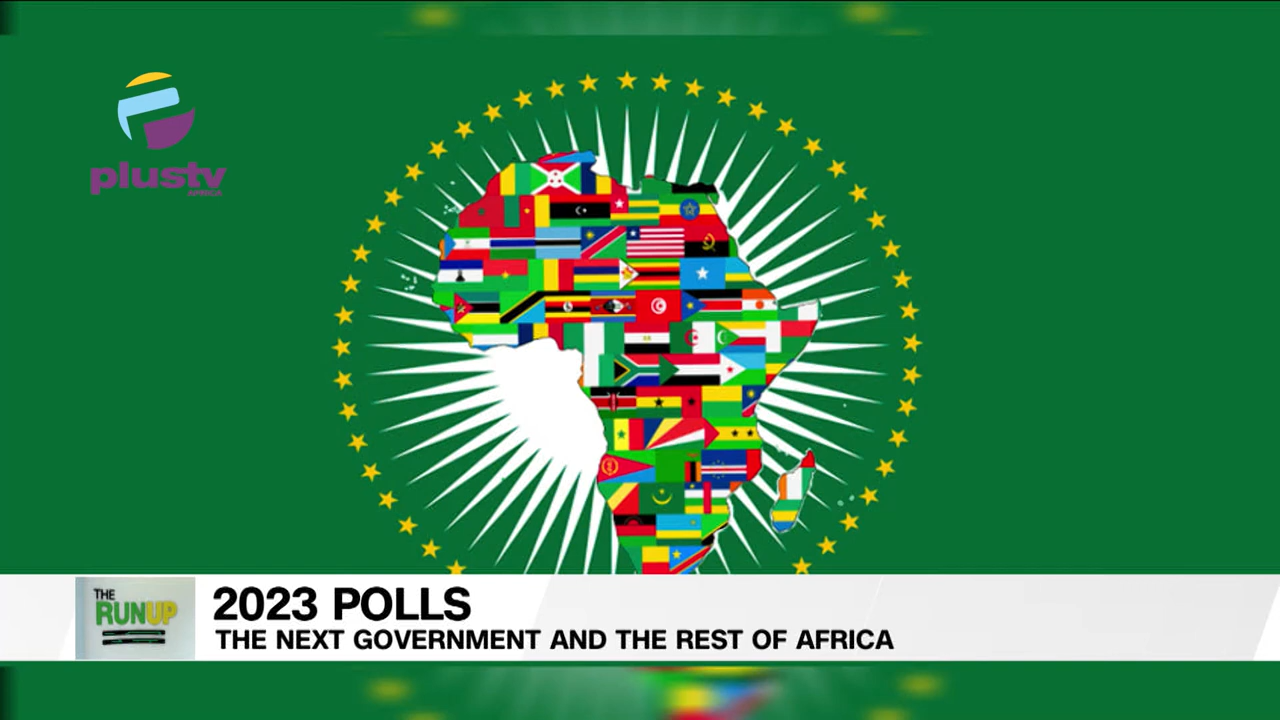 plustv
AFRICA
THE
RUNUP
2023 POLLS
THE NEXT GOVERNMENT AND THE REST OF AFRICA